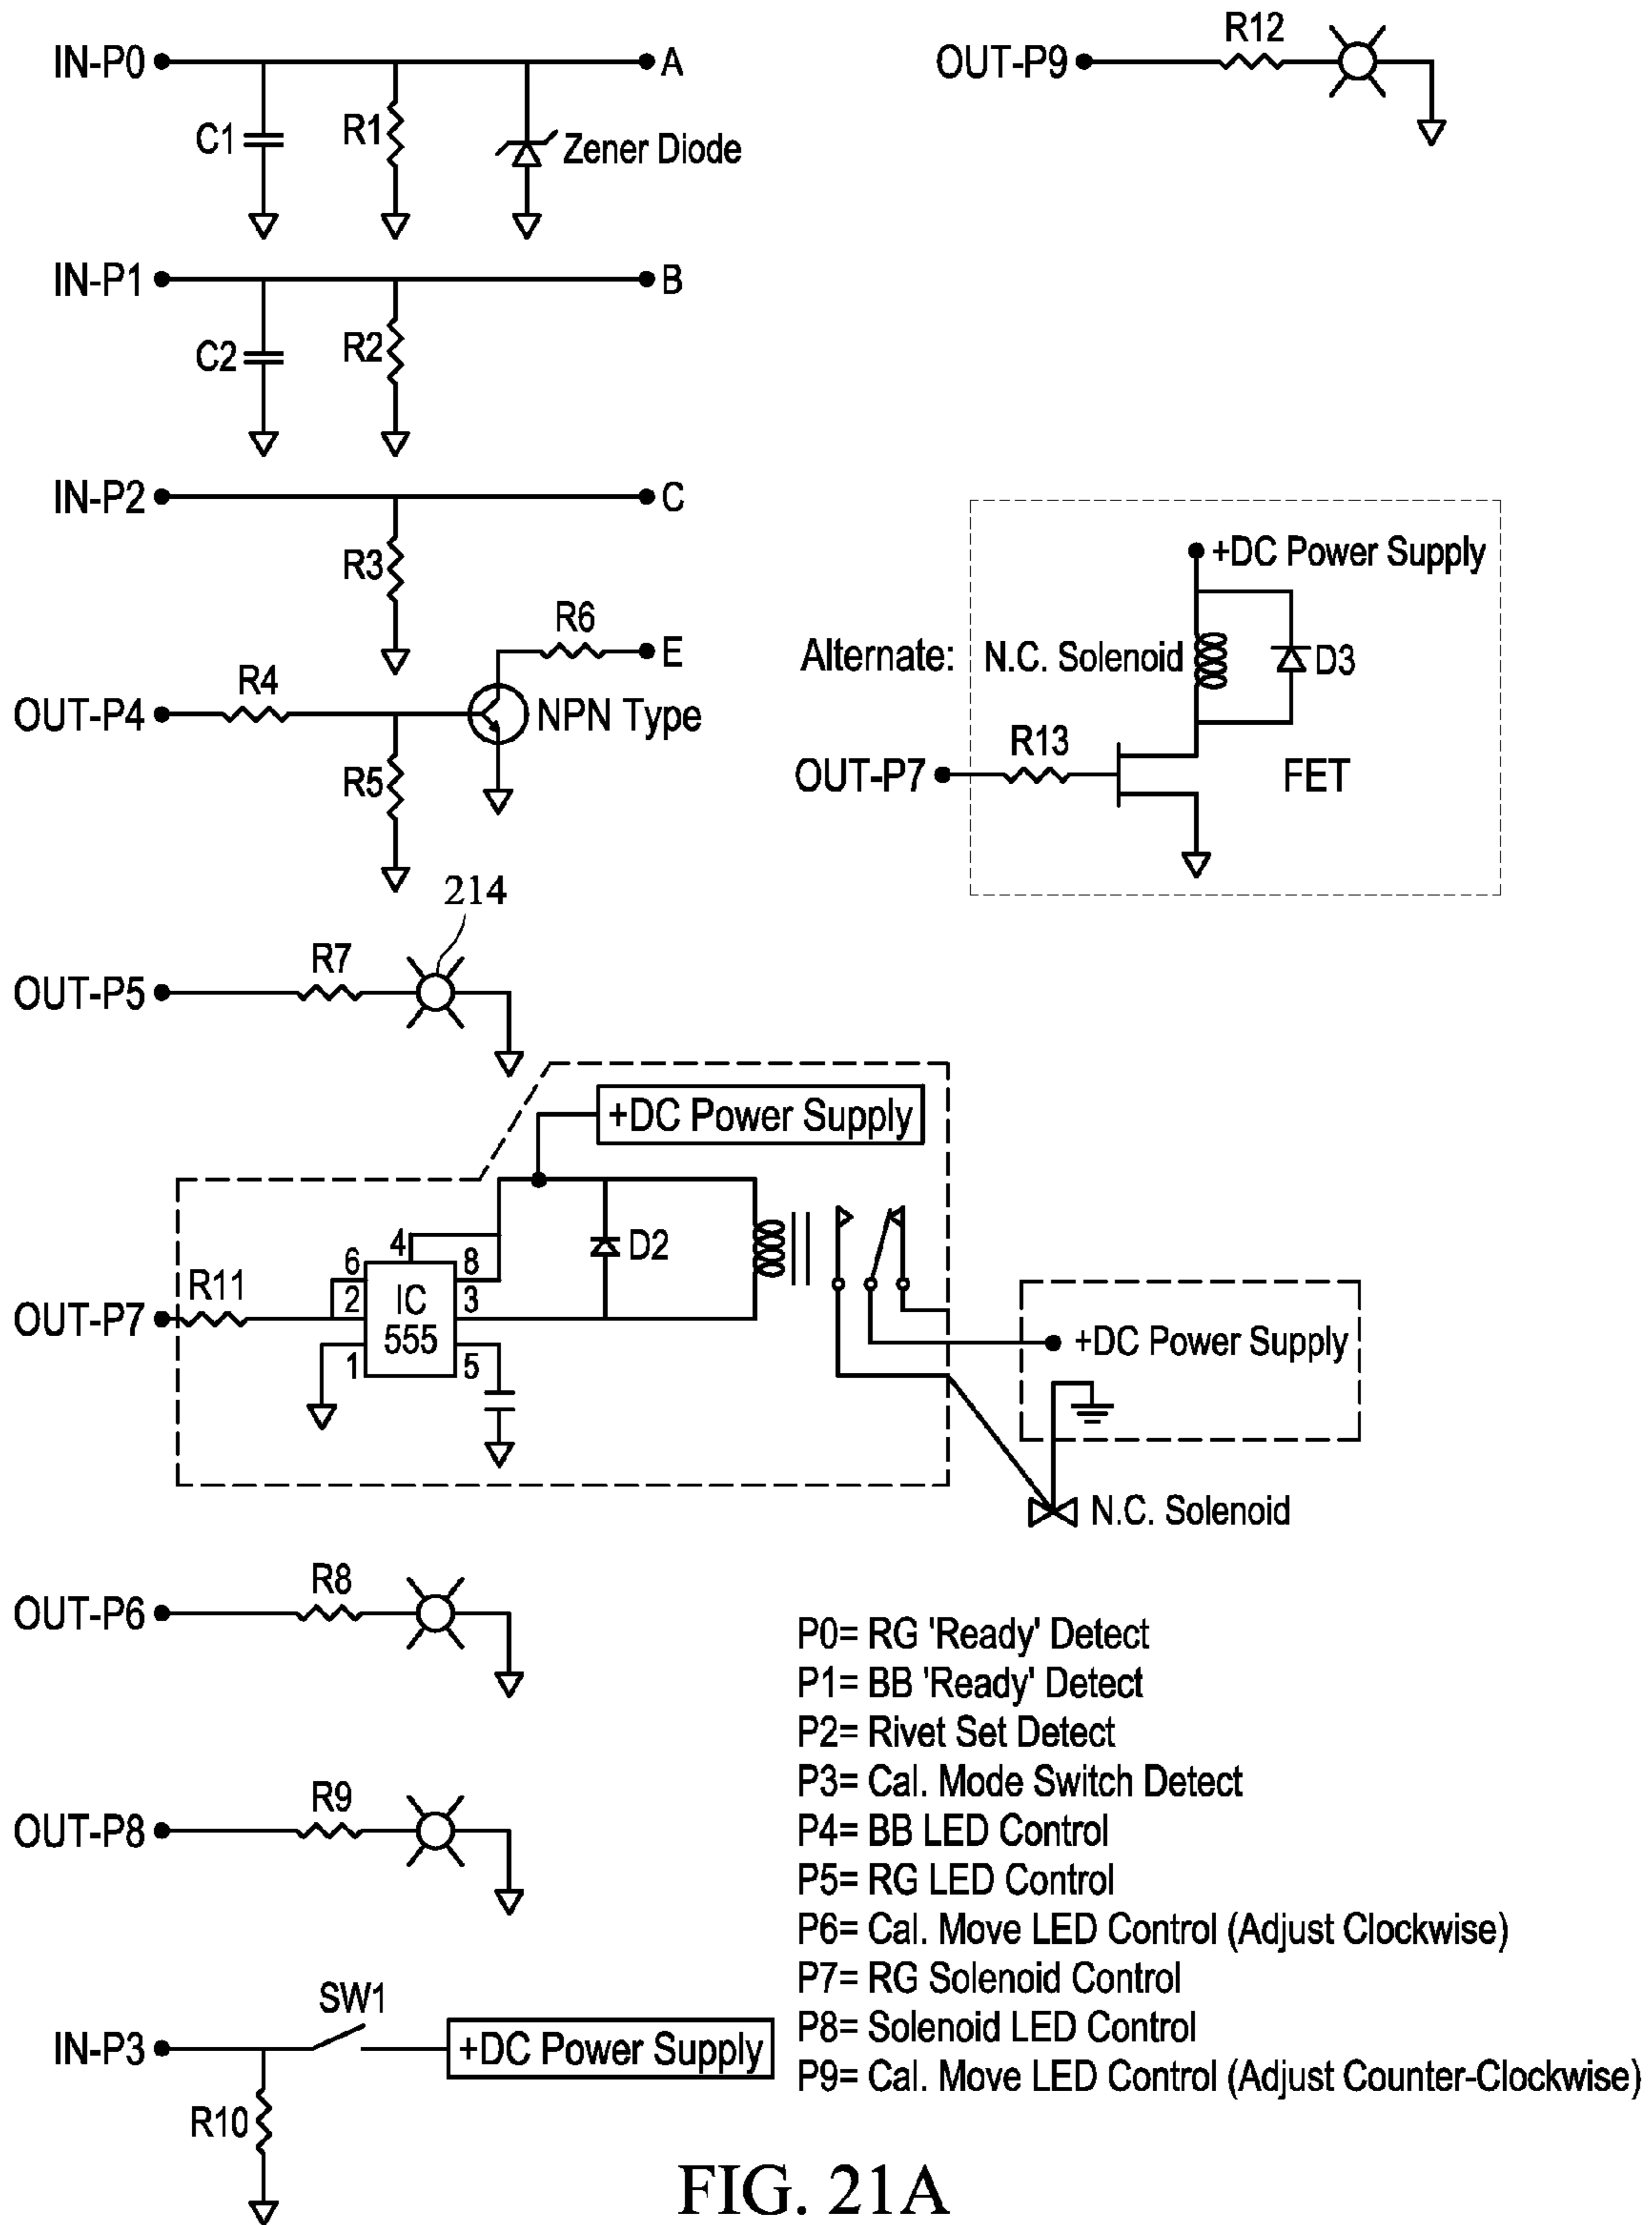 IN-P0
A
C1
R1
Zener Diode
OUT-P9
R12
IN-P1
B
C2
R2
IN-P2
C
R3
OUT-P4
R4
R5
R6
E
NPN Type
Alternate:
+DC Power Supply
N.C. Solenoid
D3
OUT-P7
R13
FET
214
OUT-P5
R7
+DC Power Supply
OUT-P7
R11
6
2
1
4
IC
555
8
3
5
D2
+DC Power Supply
N.C. Solenoid
OUT-P6
R8
OUT-P8
R9
IN-P3
SW1
+DC Power Supply
R10
P0= RG 'Ready' Detect
P1= BB 'Ready' Detect
P2= Rivet Set Detect
P3= Cal. Mode Switch Detect
P4= BB LED Control
P5= RG LED Control
P6= Cal. Move LED Control (Adjust Clockwise)
P7= RG Solenoid Control
P8= Solenoid LED Control
P9= Cal. Move LED Control (Adjust Counter-Clockwise)
FIG. 21A